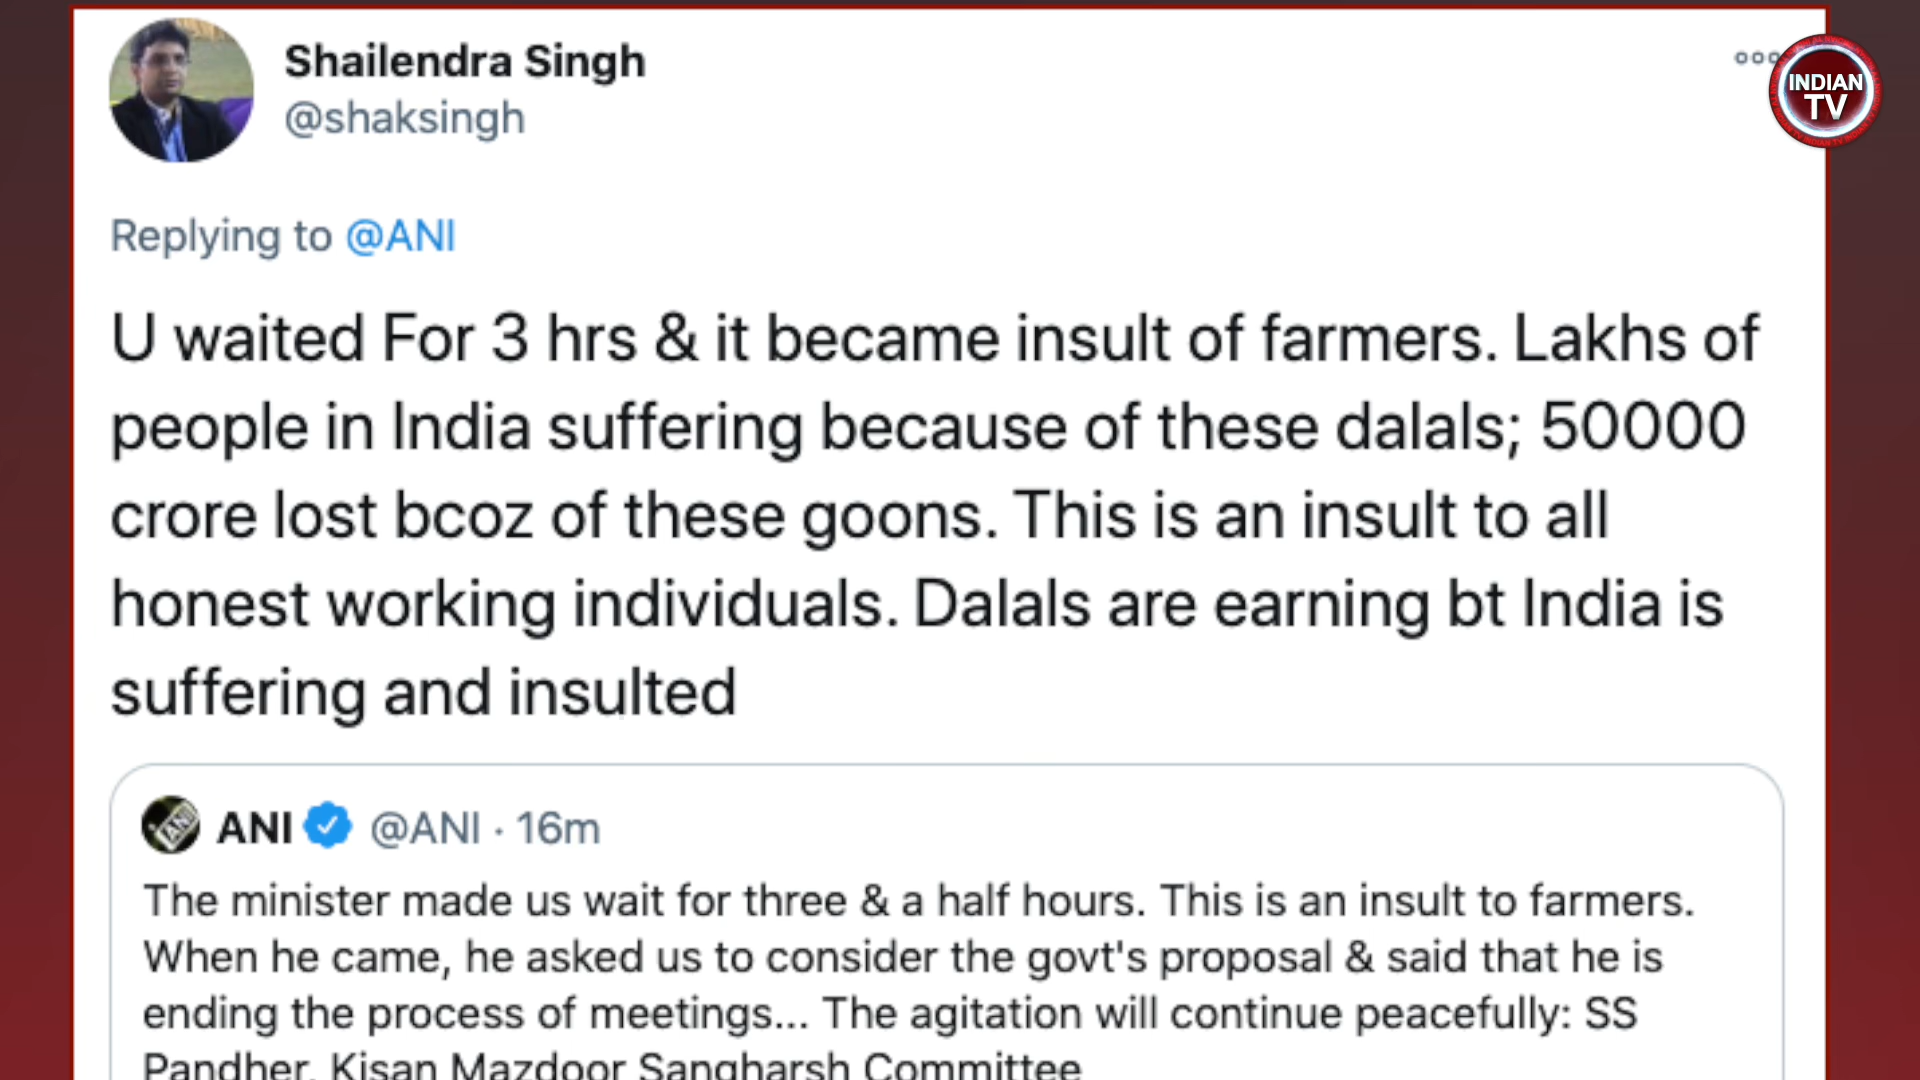 Shailendra Singh
@shaksingh
INDIAN
TV
Replying to @ANI
U waited For 3 hrs & it became insult of farmers. Lakhs of
people in India suffering because of these dalals; 50000
crore lost bcoz of these goons. This is an insult to all
honest working individuals. Dalals are earning bt India is
suffering and insulted
ANI
ANI @ANI · 16m
The minister made us wait for three & a half hours. This is an insult to farmers.
When he came, he asked us to consider the govt's proposal & said that he is
ending the process of meetings... The agitation will continue peacefully: SS
Pandher, Kisan Mazdoor Sangharsh Committee